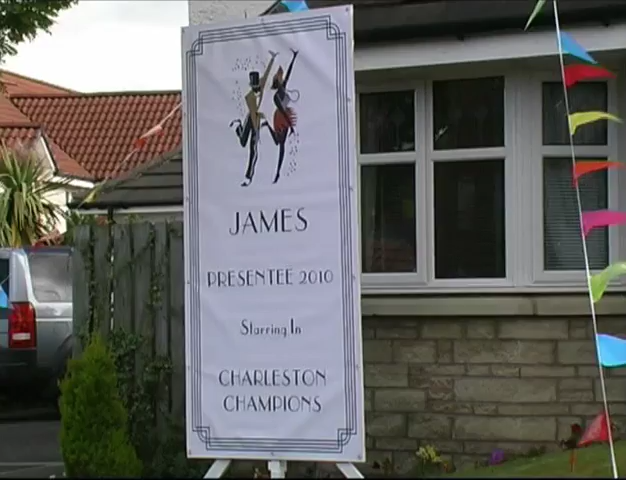 JAMES
PRESENTEE 2010
Starring In
CHARLESTON
CHAMPIONS